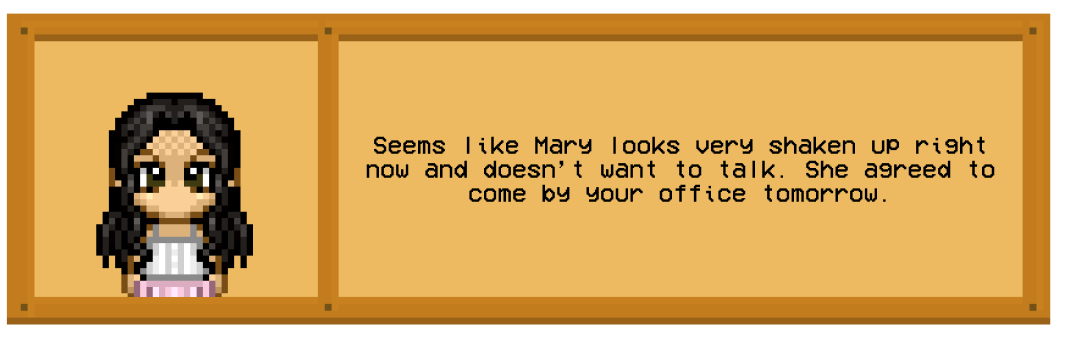 Seems like Mary looks very shaken up right
now and doesn't want to talk. She agreed to
come by your office tomorrow.